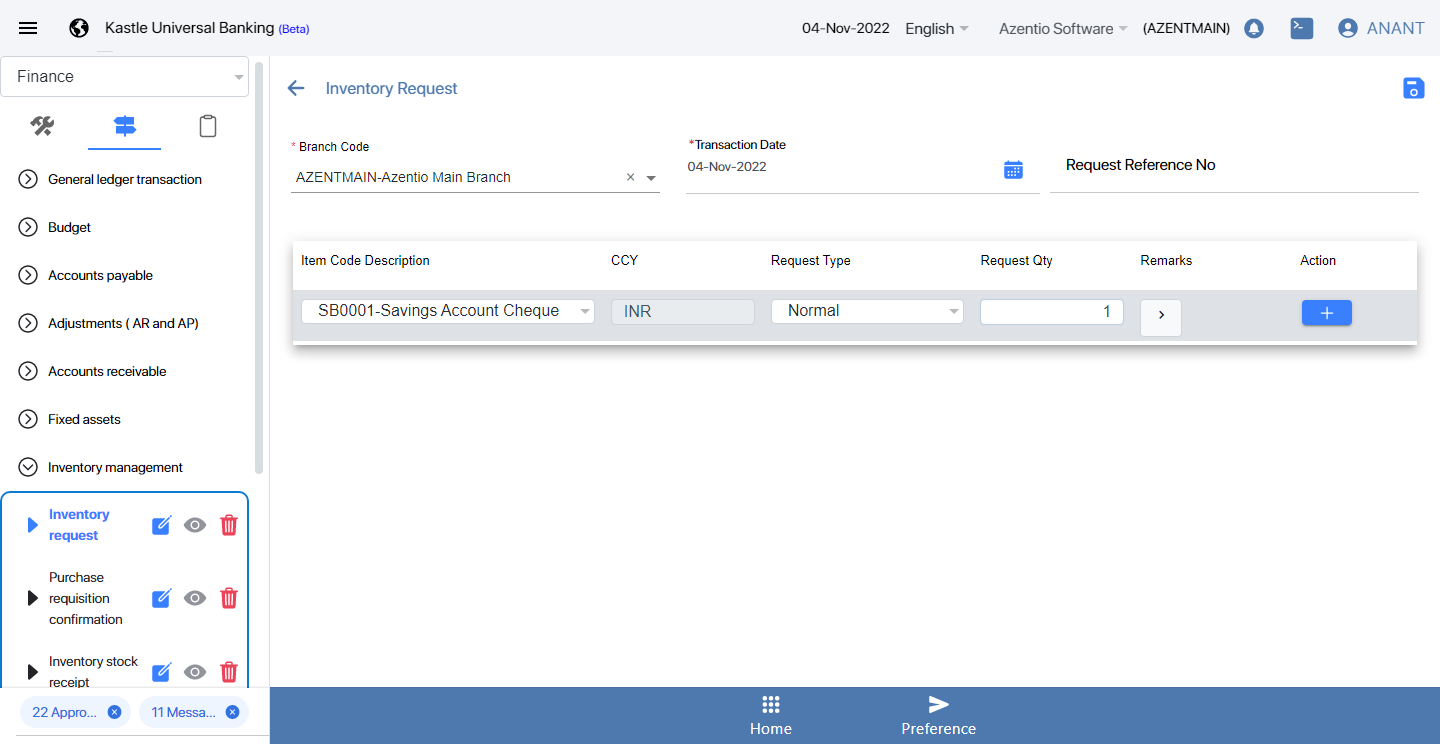 Kastle Universal Banking (Beta)
04-Nov-2022
English
Azentio Software
(AZENTMAIN)
ANANT
Finance
General ledger transaction
Budget
Accounts payable
Adjustments ( AR and AP)
Accounts receivable
Fixed assets
Inventory management
Inventory
request
Purchase
requisition
confirmation
Inventory stock
receipt
22 Appro...
11 Messa...
Inventory Request
* Branch Code
AZENTMAIN-Azentio Main Branch
*Transaction Date
04-Nov-2022
Request Reference No
Item Code Description CCY Request Type Request Qty Remarks Action
SB0001-Savings Account Cheque INR Normal 1
Home
Preference